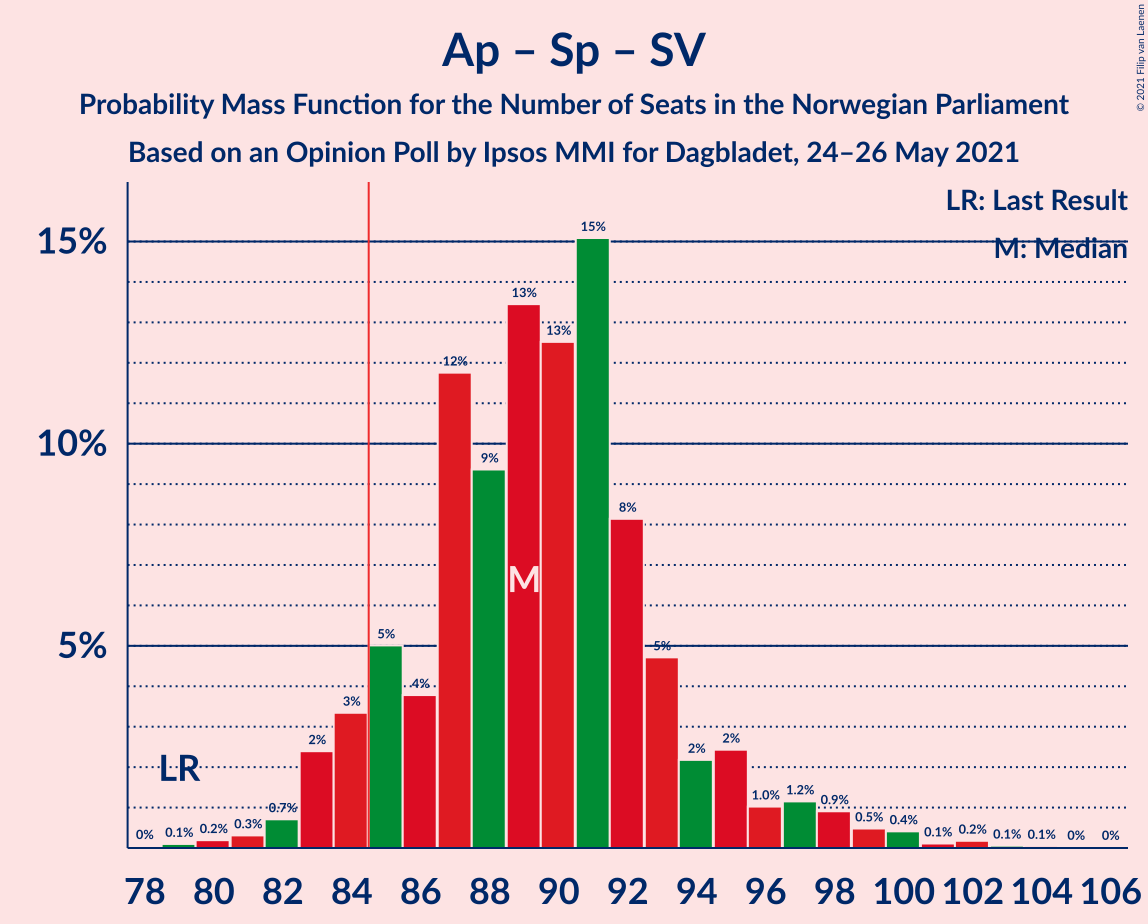 Ap – Sp – SV
Probability Mass Function for the Number of Seats in the Norwegian Parliament
Based on an Opinion Poll by Ipsos MMI for Dagbladet, 24–26 May 2021
© 2021 Filip van Laenen
LR: Last Result
M: Median
15%
10%
5%
0% 0.1% 0.2% 0.3% 0.7% 2% 3% 5% 4% 12% 9% 13% 13% 15% 8% 5% 2% 2% 1.0% 1.2% 0.9% 0.5% 0.4% 0.1% 0.2% 0.1% 0.1% 0% 0%
M
LR
78 80 82 84 86 88 90 92 94 96 98 100 102 104 106